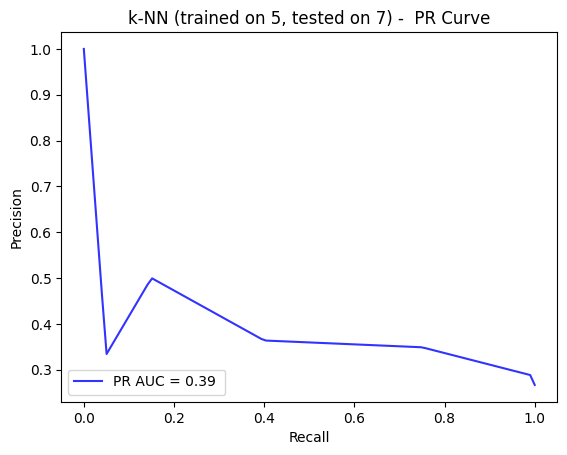 k-NN (trained on 5, tested on 7) -  PR Curve
1.0
0.9
0.8
0.7
0.6
0.5
0.4
0.3
Precision
PR AUC = 0.39
0.0 0.2 0.4 0.6 0.8 1.0
Recall